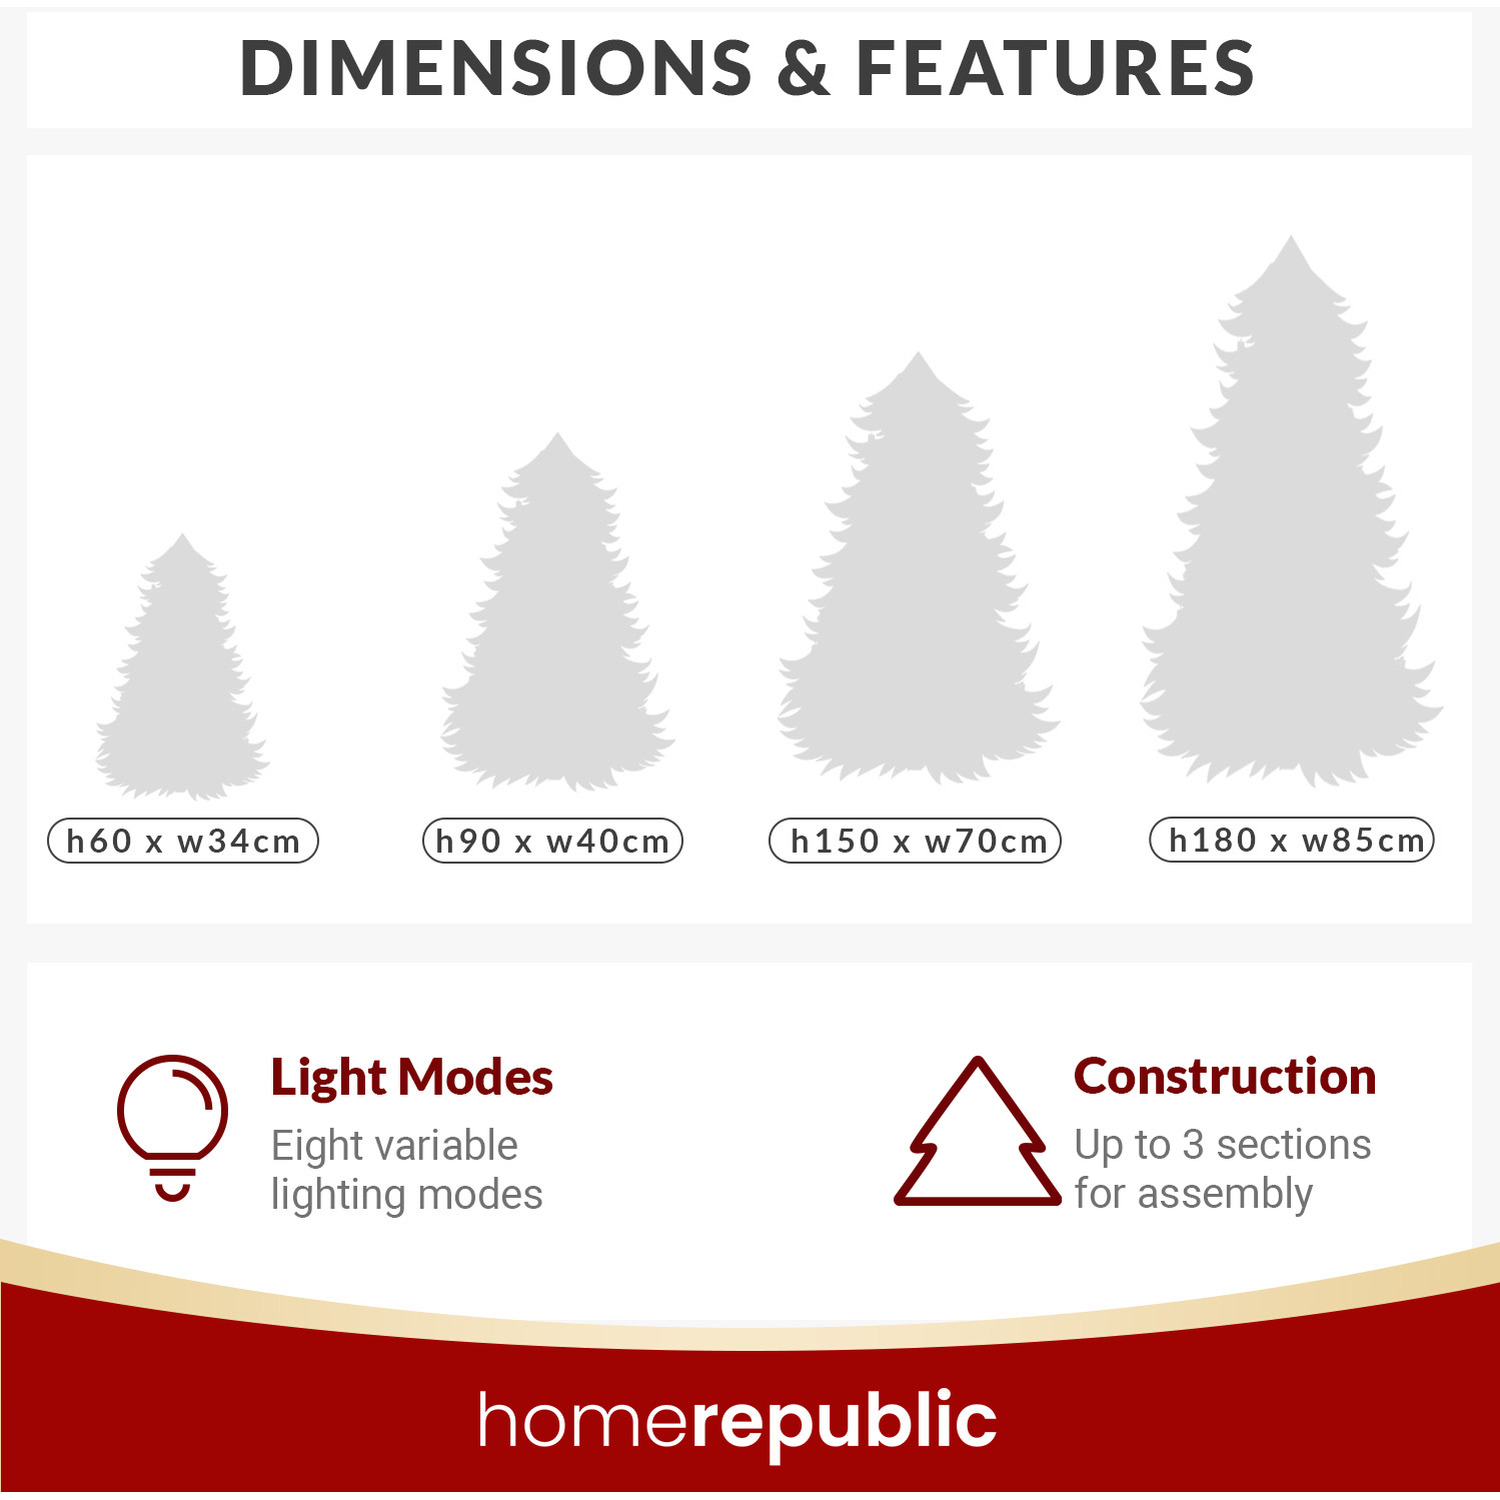 DIMENSIONS & FEATURES
h60 x w34cm
h90 x w40cm
h150 x w70cm
h180 x w85cm
Light Modes
Eight variable
lighting modes
Construction
Up to 3 sections
for assembly
homerepublic